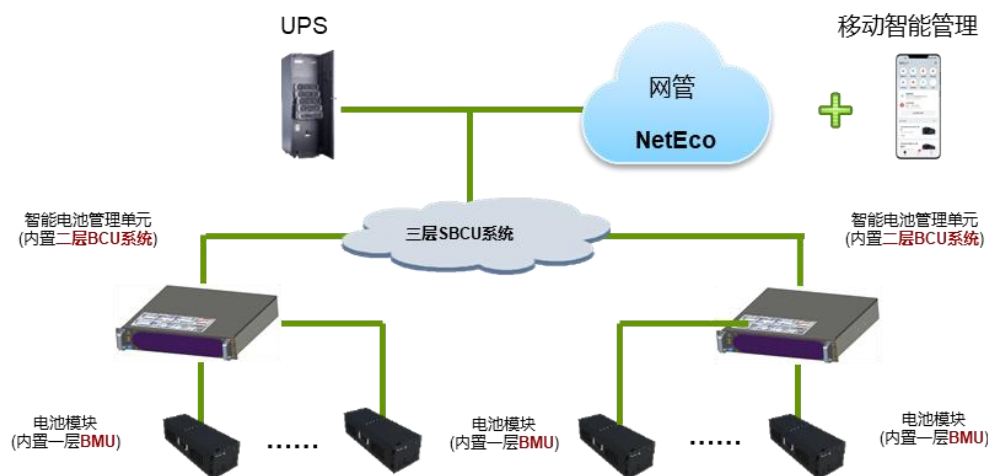 UPS
移动智能管理
网管
NetEco
智能电池管理单元
(内置二层BCU系统)
三层SBCU系统
智能电池管理单元
(内置二层BCU系统)
电池模块
(内置一层BMU)
......
电池模块
(内置一层BMU)
......
电池模块
(内置一层BMU)